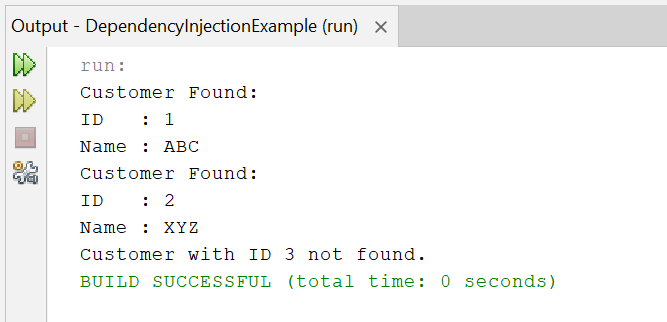 Output - DependencyInjectionExample (run)
run:
Customer Found:
ID   : 1
Name : ABC
Customer Found:
ID   : 2
Name : XYZ
Customer with ID 3 not found.
BUILD SUCCESSFUL (total time: 0 seconds)